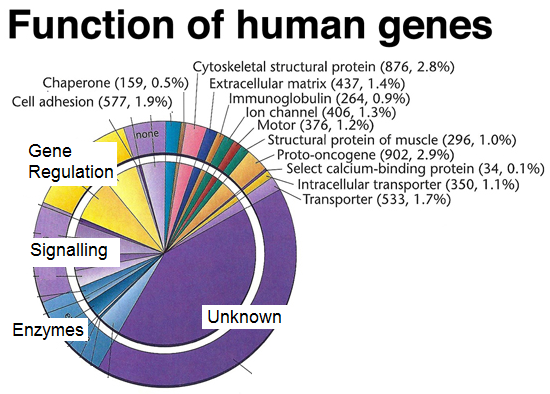 Function of human genes
Cytoskeletal structural protein (876, 2.8%)
Chaperone (159, 0.5%)
Extracellular matrix (437, 1.4%)
Cell adhesion (577, 1.9%)
Immunoglobulin (264, 0.9%)
Ion channel (406, 1.3%)
Motor (376, 1.2%)
none
Structural protein of muscle (296, 1.0%)
Gene
Regulation
Proto-oncogene (902, 2.9%)
Select calcium-binding protein (34, 0.1%)
Intracellular transporter (350, 1.1%)
Transporter (533, 1.7%)
Signalling
Unknown
Enzymes